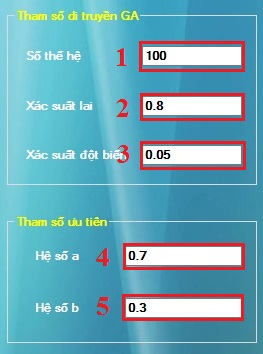 Tham số di truyền GA
Số thế hệ 1 100
Xác suất lai 2 0.8
Xác suất đột biến 3 0.05
Tham số ưu tiên
Hệ số a 4 0.7
Hệ số b 5 0.3